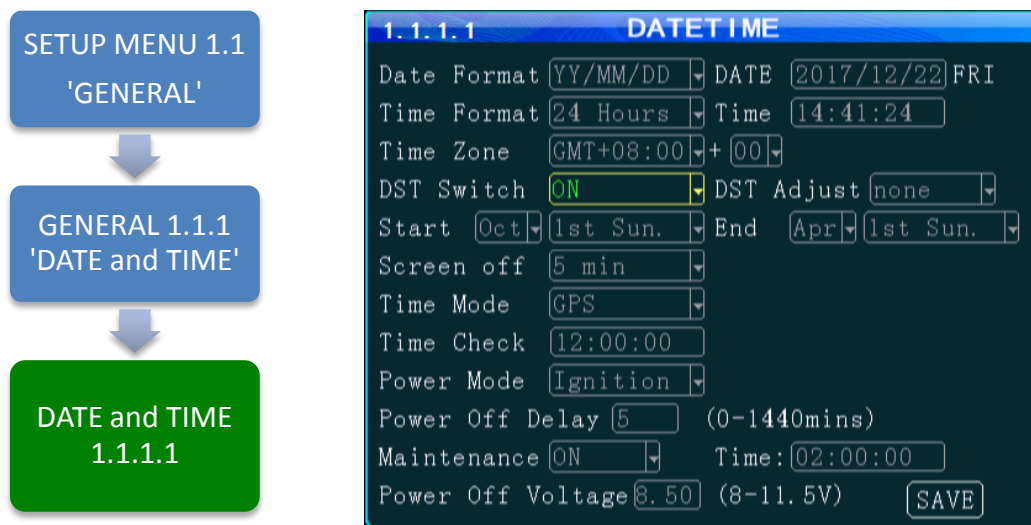 SETUP MENU 1.1
'GENERAL'
GENERAL 1.1.1
'DATE and TIME'
DATE and TIME
1.1.1.1
1.1.1.1 DATETIME
Date Format YY/MM/DD DATE 2017/12/22 FRI
Time Format 24 Hours Time 14:41:24
Time Zone GMT+08:00 + 00
DST Switch ON DST Adjust none
Start Oct 1st Sun. End Apr 1st Sun.
Screen off 5 min
Time Mode GPS
Time Check 12:00:00
Power Mode Ignition
Power Off Delay 5 (0-1440mins)
Maintenance ON Time: 02:00:00
Power Off Voltage 8.50 (8-11.5V) SAVE